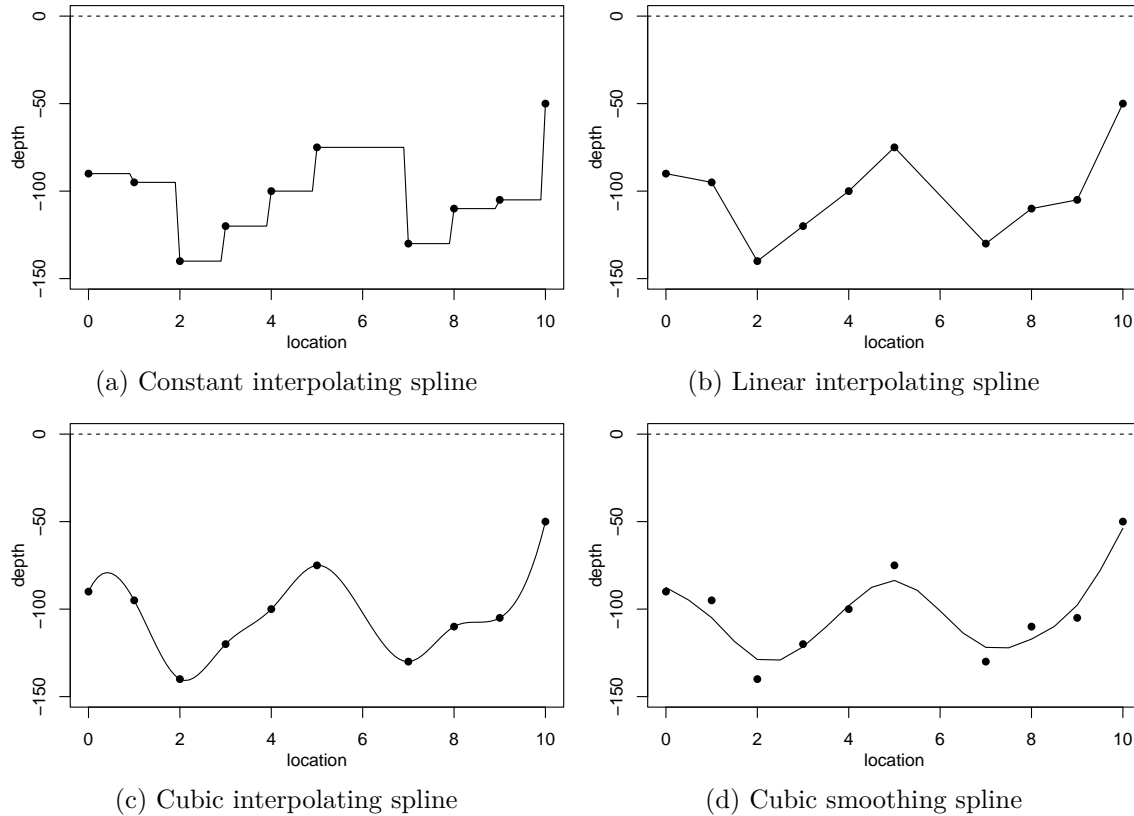 0
−50
−100
−150
depth
0 2 4 6 8 10
location
(a) Constant interpolating spline
0
−50
−100
−150
depth
0 2 4 6 8 10
location
(b) Linear interpolating spline
0
−50
−100
−150
depth
0 2 4 6 8 10
location
(c) Cubic interpolating spline
0
−50
−100
−150
depth
0 2 4 6 8 10
location
(d) Cubic smoothing spline